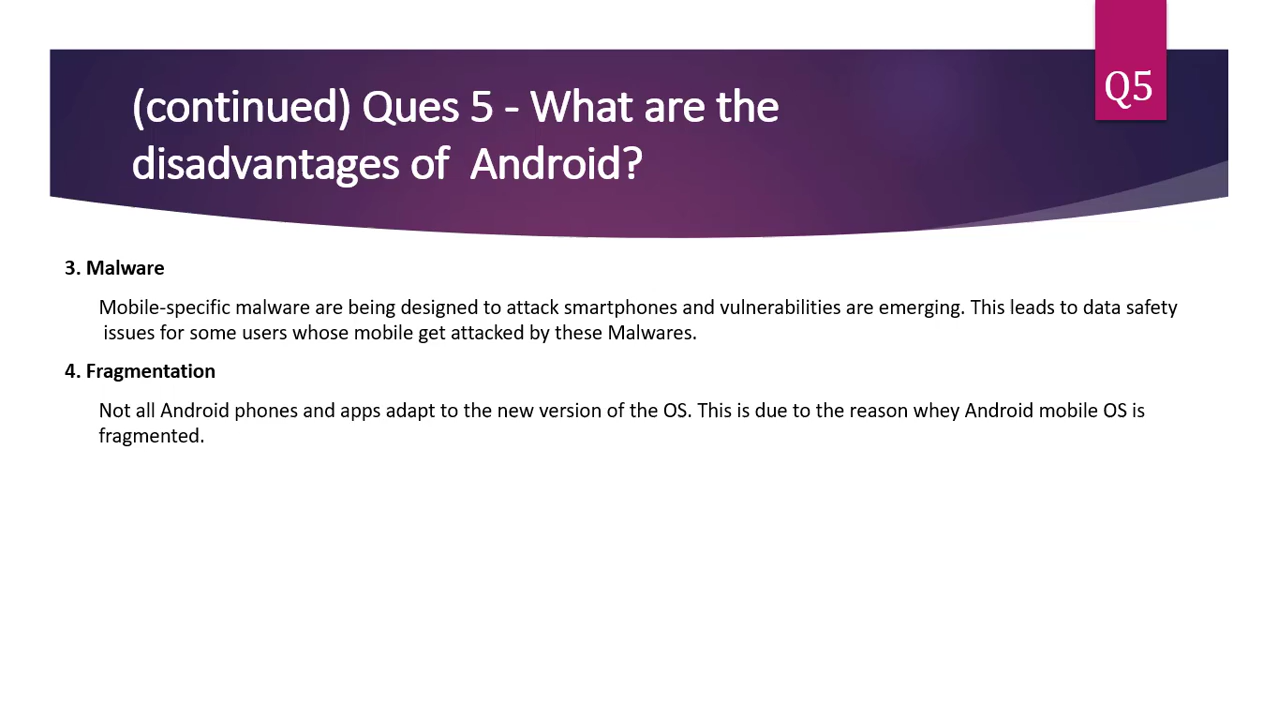 Q5
(continued) Ques 5 - What are the
disadvantages of  Android?
3. Malware
Mobile-specific malware are being designed to attack smartphones and vulnerabilities are emerging. This leads to data safety
issues for some users whose mobile get attacked by these Malwares.
4. Fragmentation
Not all Android phones and apps adapt to the new version of the OS. This is due to the reason whey Android mobile OS is
fragmented.